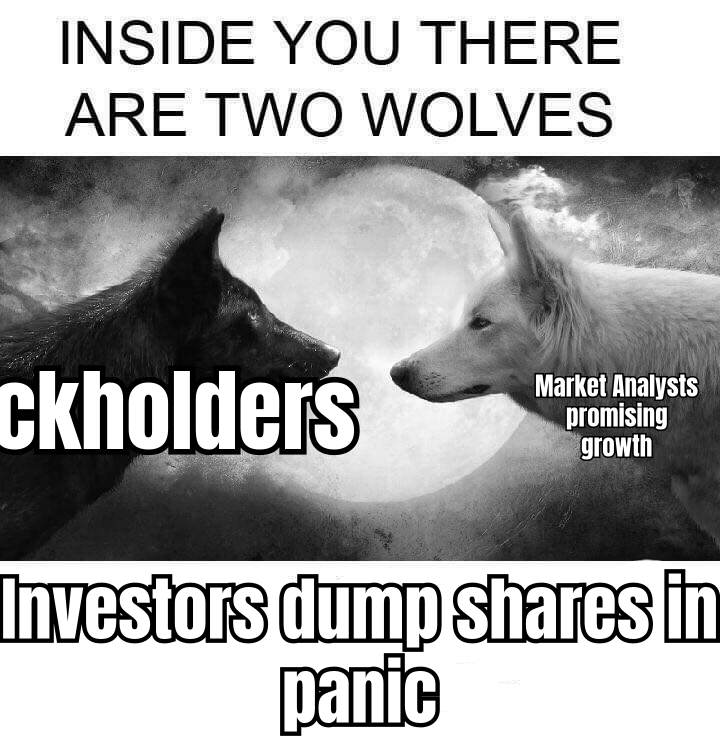 INSIDE YOU THERE
ARE TWO WOLVES
ckholders
Market Analysts
promising
growth
Investors dump shares in
panic